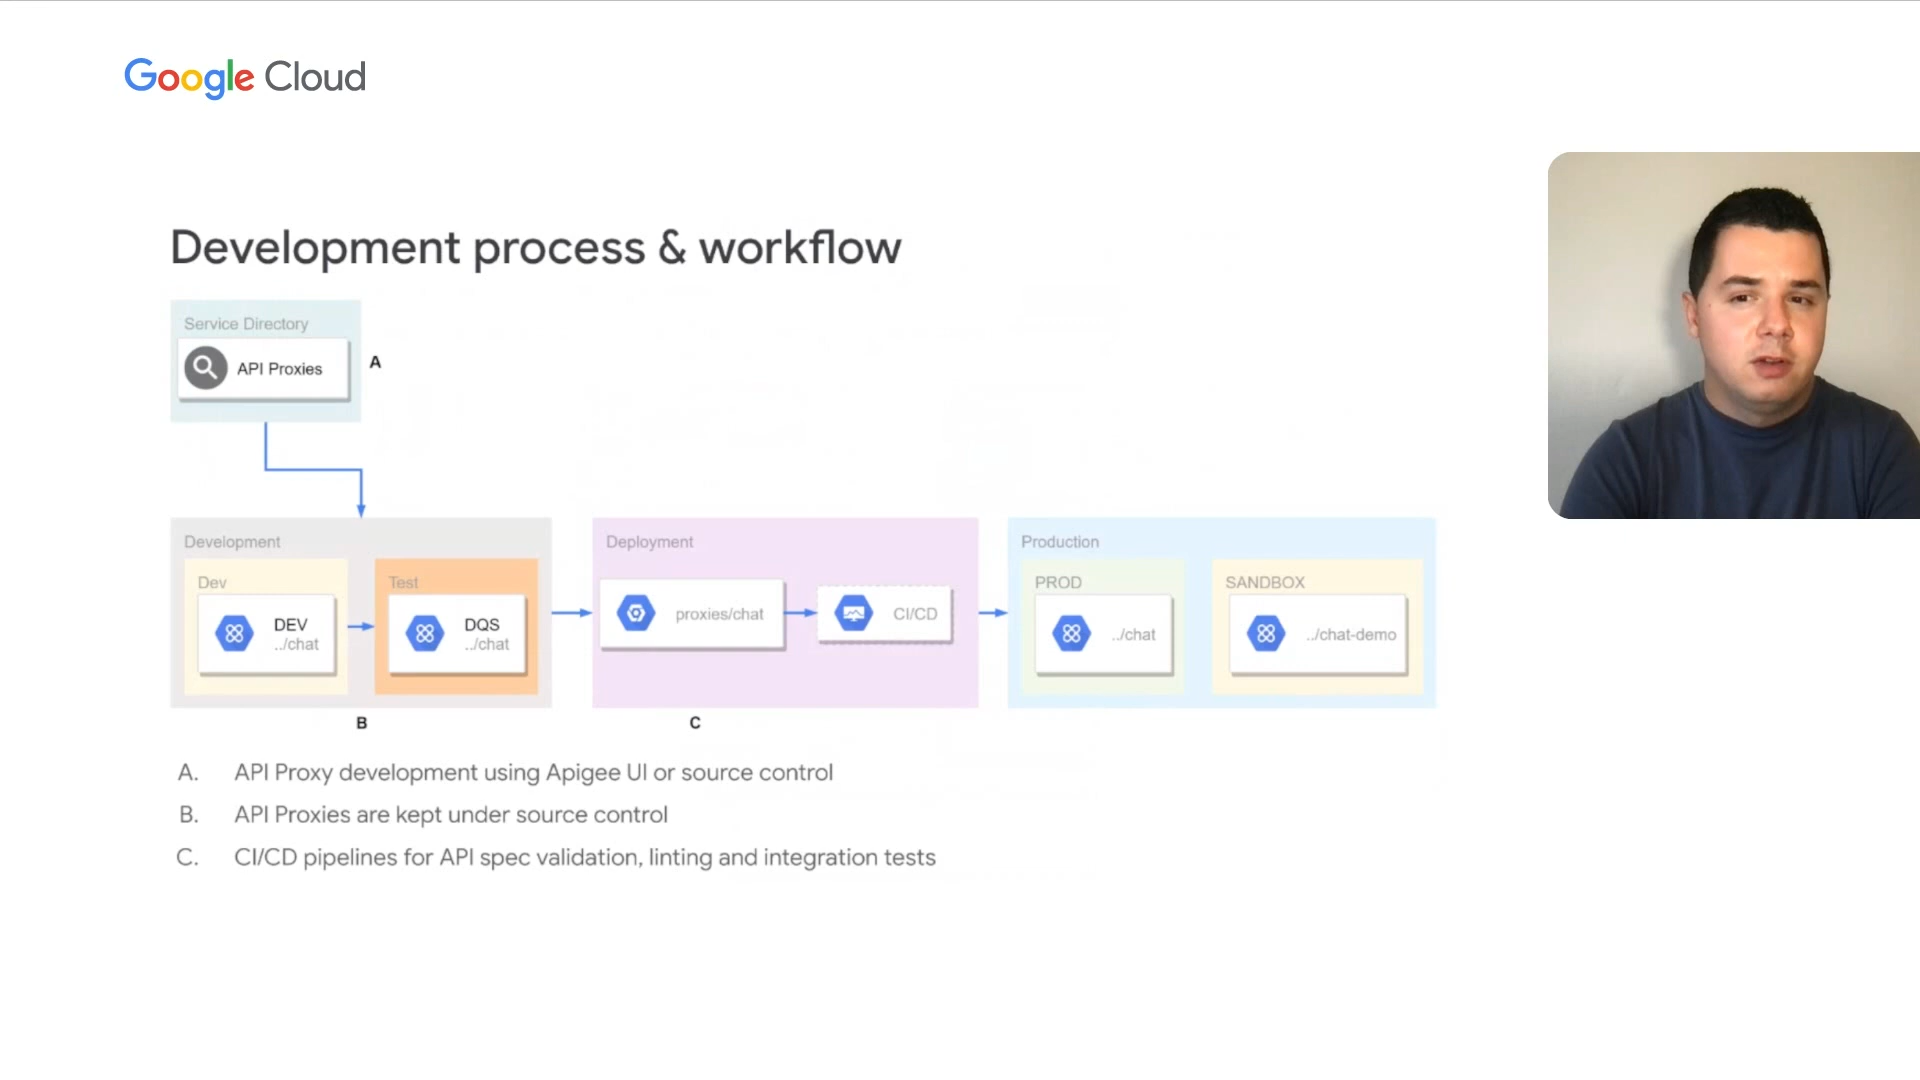 Google Cloud
Development process & workflow
Service Directory
API Proxies
A
Development
Dev
DEV
../chat
Test
DQS
../chat
B
Deployment
proxies/chat
CI/CD
C
Production
PROD
../chat
SANDBOX
../chat-demo
A. API Proxy development using Apigee UI or source control
B. API Proxies are kept under source control
C. CI/CD pipelines for API spec validation, linting and integration tests